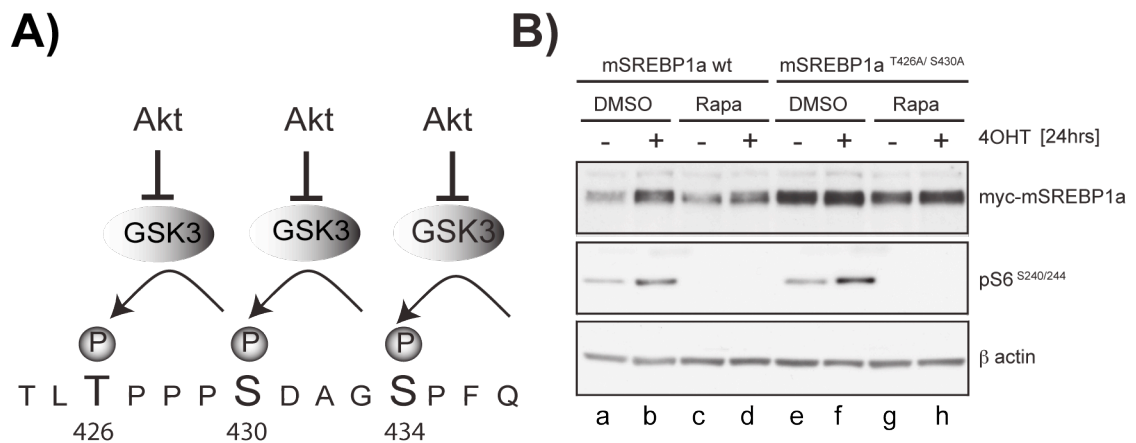 A)
Akt Akt Akt
GSK3 GSK3 GSK3
P P P
T L T P P P S D A G S P F Q
426 430 434
B)
mSREBP1a wt mSREBP1a T426A/ S430A
DMSO Rapa DMSO Rapa
- + - + - + - + 4OHT [24hrs]
myc-mSREBP1a
pS6 S240/244
β actin
a b c d e f g h